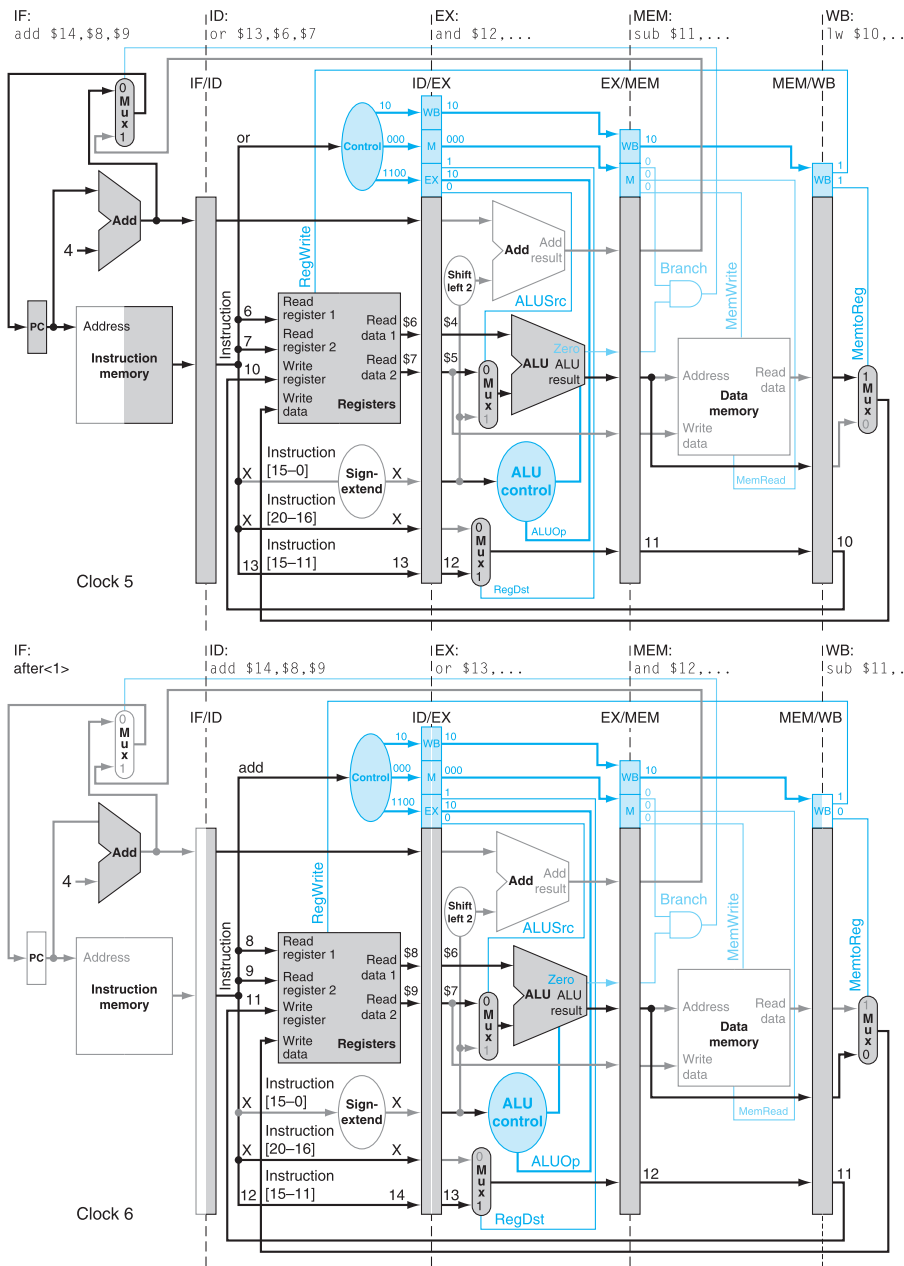 IF: ID: EX: MEM: WB:
add $14,$8,$9 or $13,$6,$7 and $12,... sub $11,... lw $10,...
IF/ID ID/EX EX/MEM MEM/WB
0
M
u
x
1
or
Control
10 WB 10
000 M 000
1100 EX
1
10
0
WB 10
M
0
0
0
WB
1
1
Add
4
RegWrite
Add Add
result
Shift
left 2
ALUSrc
Branch
MemWrite
MemtoReg
PC
Address
Instruction
memory
Instruction
6
7
10
Read
register 1
Read
register 2
Write
register
Write
data
Read
data 1
Read
data 2
Registers
$6 $4
$7 $5
0
M
u
x
1
Zero
ALU ALU
result
Address
Read
data
Data
memory
Write
data
MemRead
1
M
u
x
0
Instruction
[15–0]
X Sign-
extend X
ALU
control
Instruction
[20–16]
X X
ALUOp
Instruction
[15–11]
13 13 12
0
M
u
x
1
11 10
RegDst
Clock 5
IF: ID: EX: MEM: WB:
after<1> add $14,$8,$9 or $13,... and $12,... sub $11,..
IF/ID ID/EX EX/MEM MEM/WB
0
M
u
x
1
add
Control
10 WB 10
000 M 000
1100 EX
1
10
0
WB 10
M
0
0
0
WB
1
0
Add
4
RegWrite
Add Add
result
Shift
left 2
ALUSrc
Branch
MemWrite
MemtoReg
PC
Address
Instruction
memory
Instruction
8
9
11
Read
register 1
Read
register 2
Write
register
Write
data
Read
data 1
Read
data 2
Registers
$8 $6
$9 $7
0
M
u
x
1
Zero
ALU ALU
result
Address
Read
data
Data
memory
Write
data
MemRead
1
M
u
x
0
Instruction
[15–0]
X Sign-
extend X
ALU
control
Instruction
[20–16]
X X
ALUOp
Instruction
[15–11]
12 14 13
0
M
u
x
1
12 11
RegDst
Clock 6